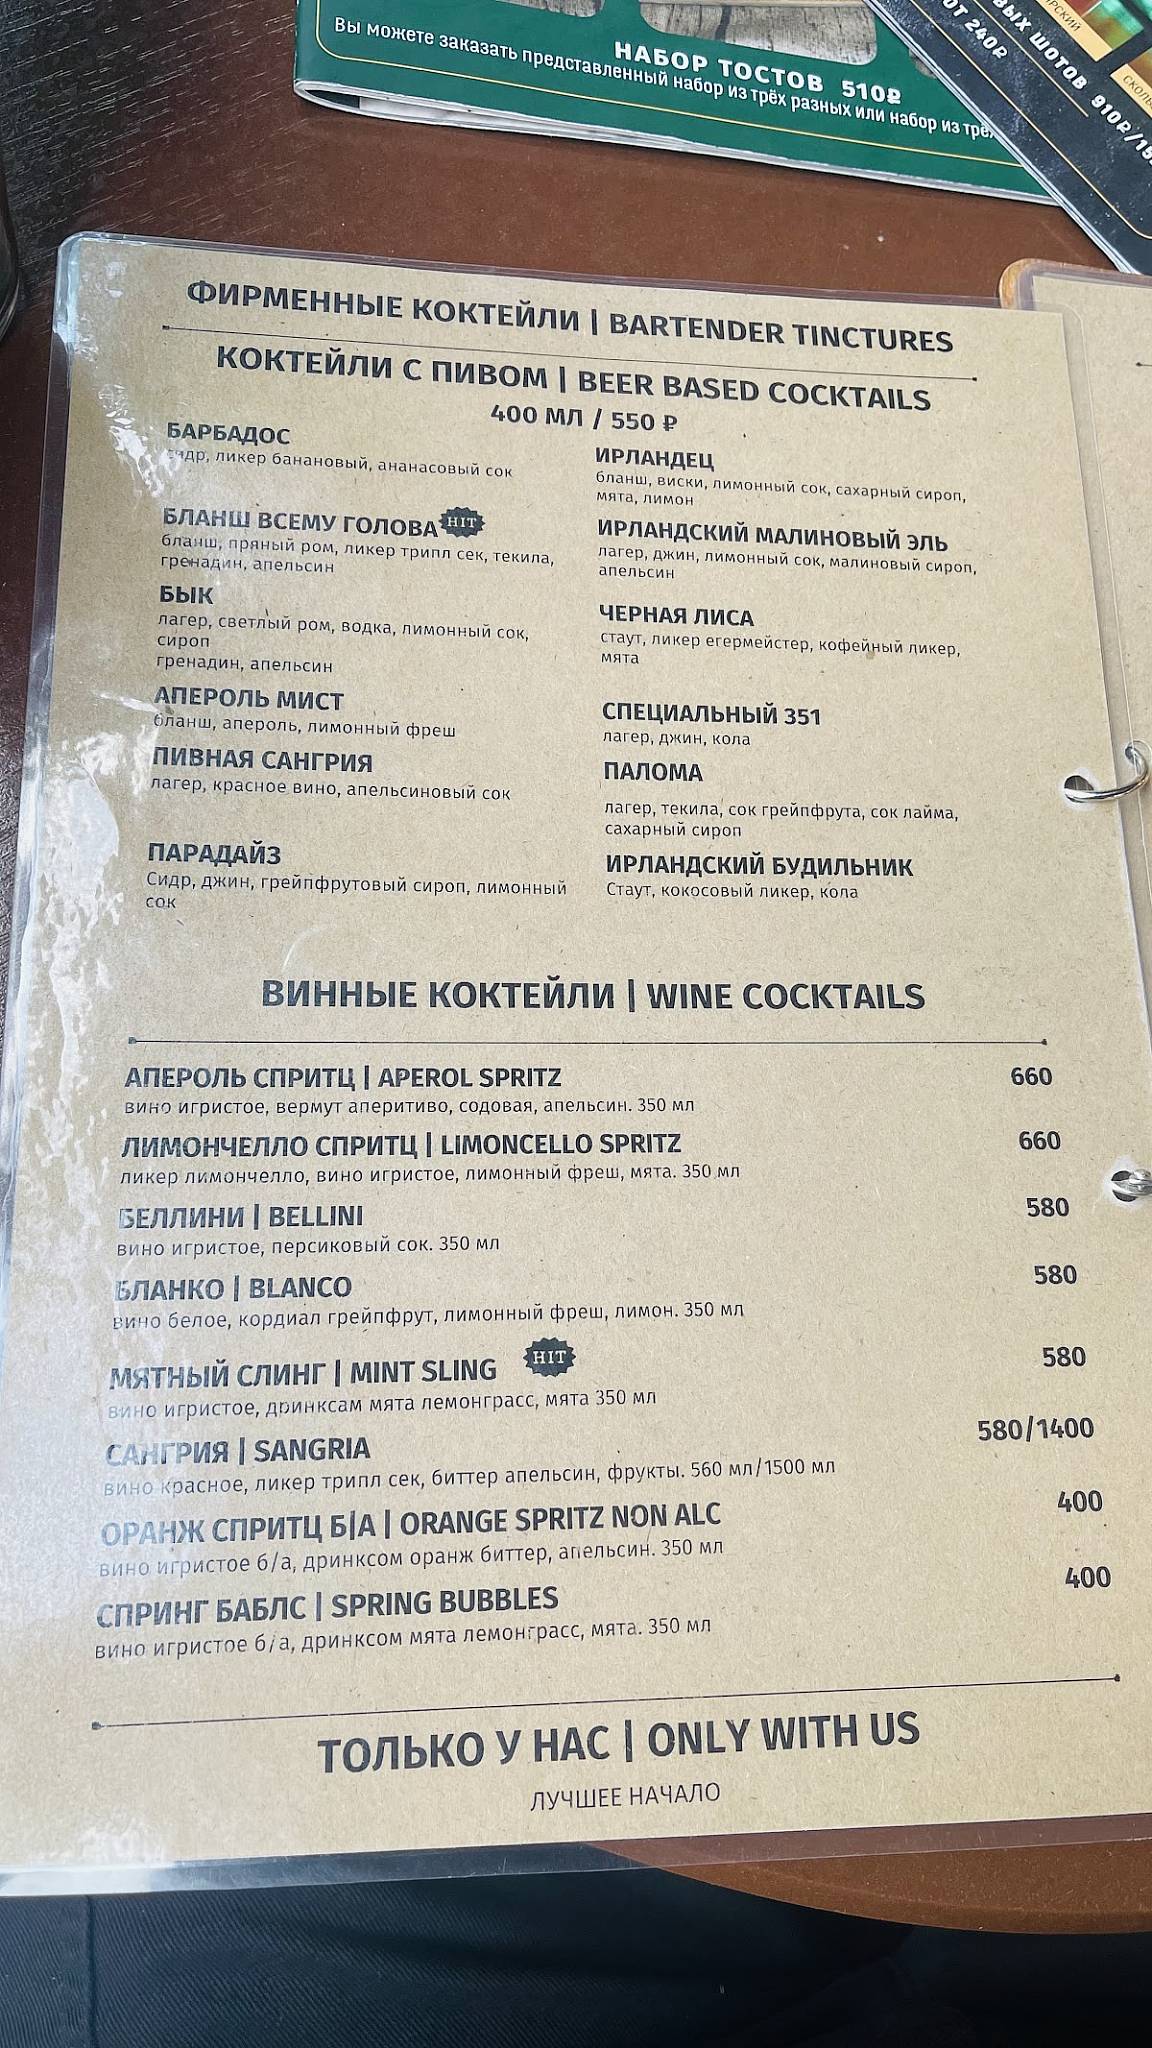 НАБОР ТОСТОВ 510₽
Вы можете заказать представленный набор из трёх разных или набор из
ШОТОВ 910₽/
ОТ 240₽
ФИРМЕННЫЕ КОКТЕЙЛИ | BARTENDER TINCTURES
КОКТЕЙЛИ С ПИВОМ | BEER BASED COCKTAILS
400 МЛ / 550 ₽
БАРБАДОС
сидр, ликер банановый, ананасовый сок
БЛАНШ ВСЕМУ ГОЛОВА HIT
бланш, пряный ром, ликер трипл сек, текила,
гренадин, апельсин
БЫК
лагер, светлый ром, водка, лимонный сок,
сироп
гренадин, апельсин
АПЕРОЛЬ МИСТ
бланш, апероль, лимонный фреш
ПИВНАЯ САНГРИЯ
лагер, красное вино, апельсиновый сок
ПАРАДАЙЗ
Сидр, джин, грейпфрутовый сироп, лимонный
сок
ИРЛАНДЕЦ
бланш, виски, лимонный сок, сахарный сироп,
мята, лимон
ИРЛАНДСКИЙ МАЛИНОВЫЙ ЭЛЬ
лагер, джин, лимонный сок, малиновый сироп,
апельсин
ЧЕРНАЯ ЛИСА
стаут, ликер егермейстер, кофейный ликер,
мята
СПЕЦИАЛЬНЫЙ 351
лагер, джин, кола
ПАЛОМА
лагер, текила, сок грейпфрута, сок лайма,
сахарный сироп
ИРЛАНДСКИЙ БУДИЛЬНИК
Стаут, кокосовый ликер, кола
ВИННЫЕ КОКТЕЙЛИ | WINE COCKTAILS
АПЕРОЛЬ СПРИТЦ | APEROL SPRITZ 660
вино игристое, вермут аперитиво, содовая, апельсин. 350 мл
ЛИМОНЧЕЛЛО СПРИТЦ | LIMONCELLO SPRITZ 660
ликер лимончелло, вино игристое, лимонный фреш, мята. 350 мл
БЕЛЛИНИ | BELLINI 580
вино игристое, персиковый сок. 350 мл
БЛАНКО | BLANCO 580
вино белое, кордиал грейпфрут, лимонный фреш, лимон. 350 мл
МЯТНЫЙ СЛИНГ | MINT SLING HIT 580
вино игристое, дринксам мята лемонграсс, мята 350 мл
САНГРИЯ | SANGRIA 580/1400
вино красное, ликер трипл сек, биттер апельсин, фрукты. 560 мл/1500 мл
ОРАНЖ СПРИТЦ Б|А | ORANGE SPRITZ NON ALC 400
вино игристое б/а, дринксом оранж биттер, апельсин. 350 мл
СПРИНГ БАБЛС | SPRING BUBBLES 400
вино игристое б/а, дринксом мята лемонграсс, мята. 350 мл
ТОЛЬКО У НАС | ONLY WITH US
ЛУЧШЕЕ НАЧАЛО